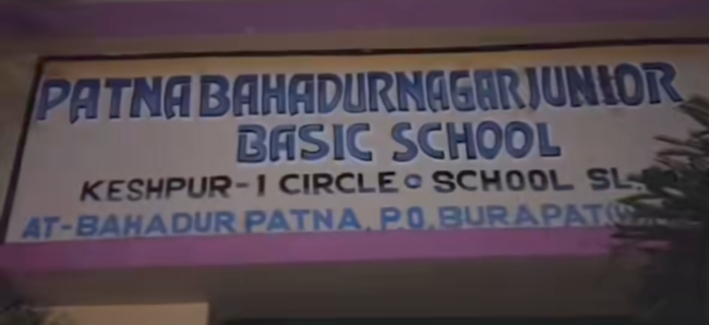 PATNA BAHADURNAGAR JUNIOR
BASIC SCHOOL
KESHPUR-1 CIRCLE SCHOOL SL.
AT-BAHADUR PATNA, P.O. BURAPAT